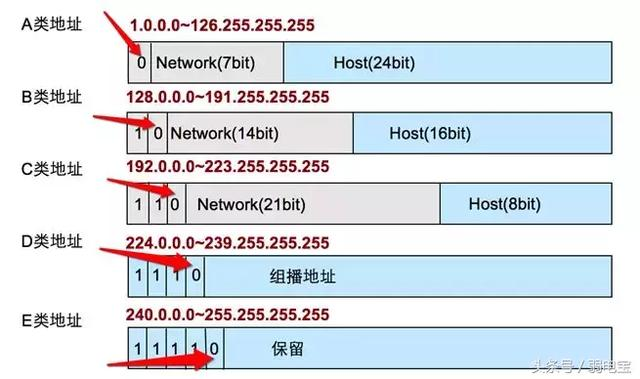 A类地址
1.0.0.0~126.255.255.255
0 Network(7bit) Host(24bit)
B类地址
128.0.0.0~191.255.255.255
1 0 Network(14bit) Host(16bit)
C类地址
192.0.0.0~223.255.255.255
1 1 0 Network(21bit) Host(8bit)
D类地址
224.0.0.0~239.255.255.255
1 1 1 0 组播地址
E类地址
240.0.0.0~255.255.255.255
1 1 1 1 0 保留
头条号 / 弱电宝